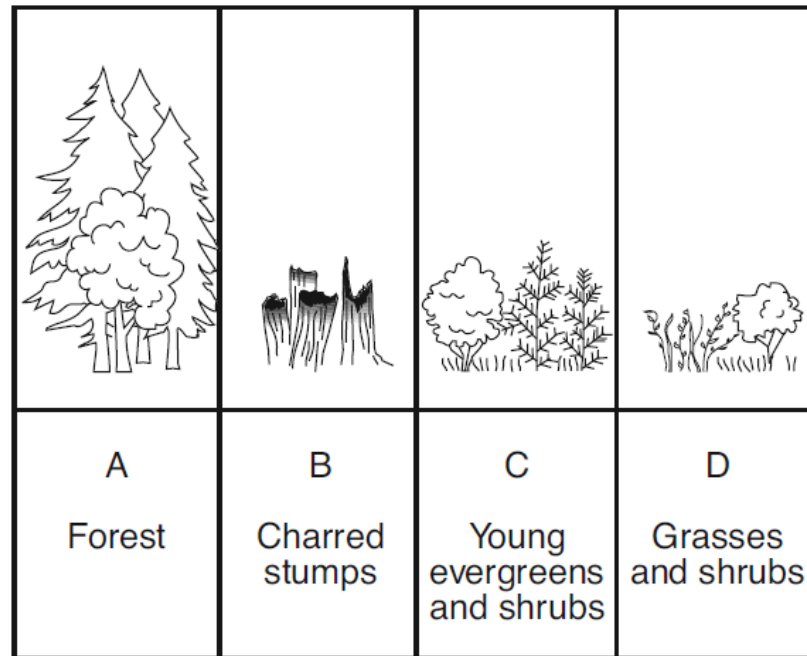 A
Forest
B
Charred
stumps
C
Young
evergreens
and shrubs
D
Grasses
and shrubs